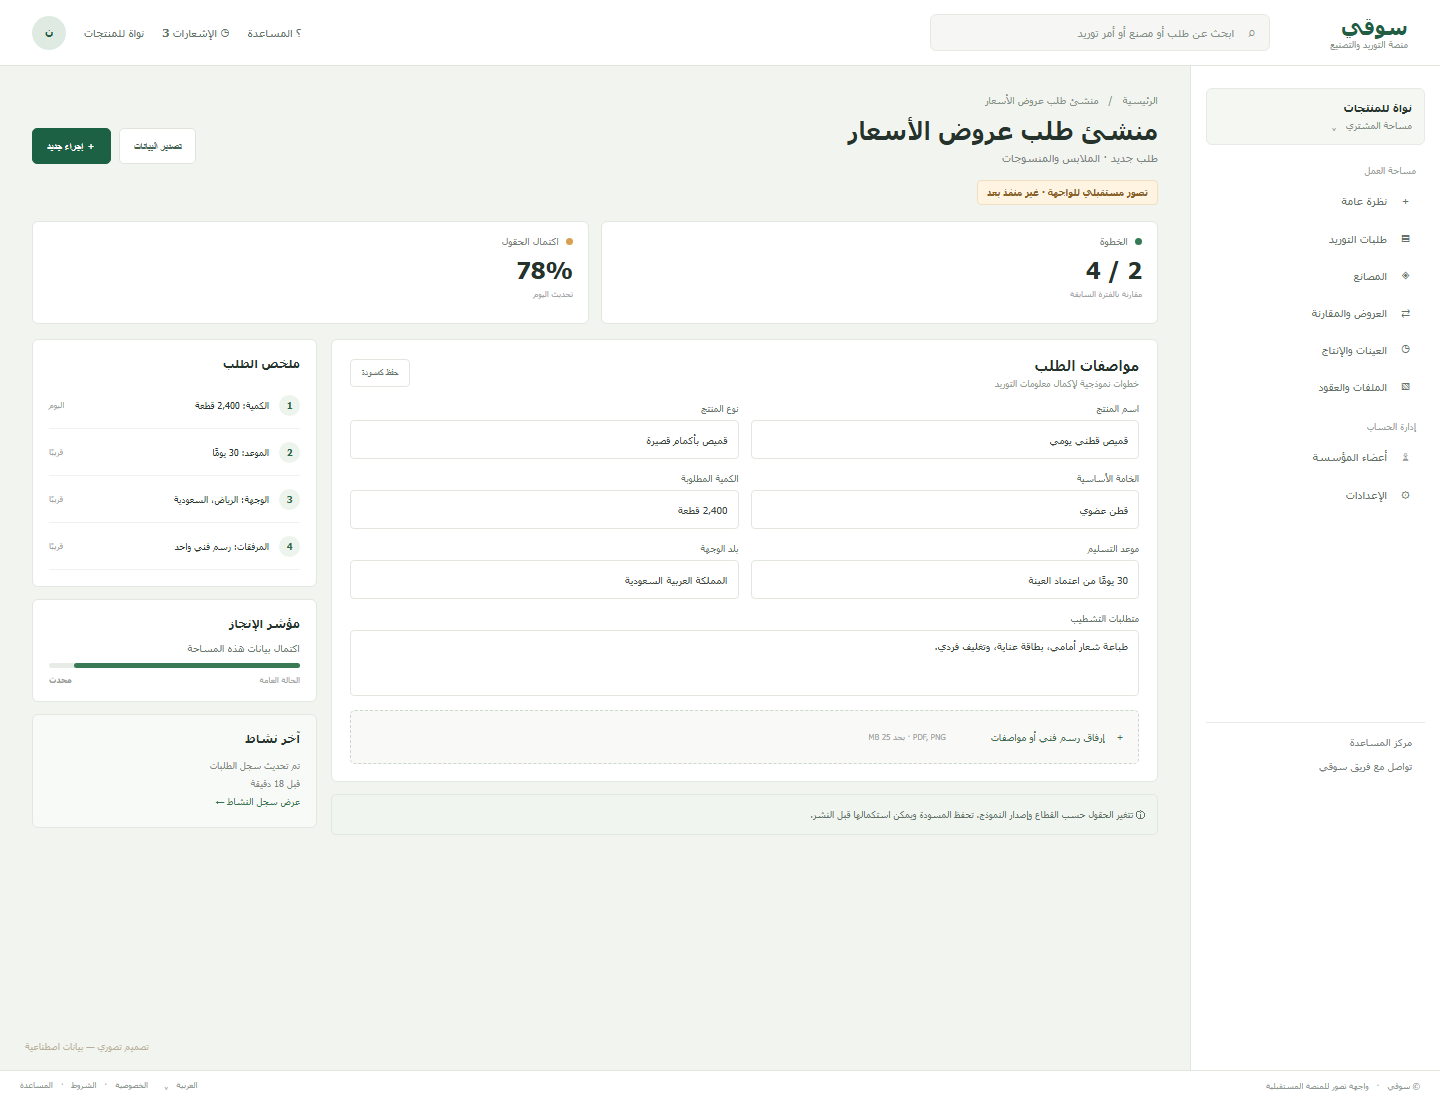 سوقي
منصة التوريد والتصنيع
ابحث عن طلب أو مصنع أو أمر توريد
؟ المساعدة
الإشعارات 3
نواة للمنتجات
ن
نواة للمنتجات
مساحة المشتري
مساحة العمل
+ نظرة عامة
طلبات التوريد
المصانع
العروض والمقارنة
العينات والإنتاج
الملفات والعقود
إدارة الحساب
أعضاء المؤسسة
الإعدادات
مركز المساعدة
تواصل مع فريق سوقي
الرئيسية / منشئ طلب عروض الأسعار
منشئ طلب عروض الأسعار
طلب جديد · الملابس والمنسوجات
تصور مستقبلي للواجهة · غير منفذ بعد
تصدير البيانات
+ إجراء جديد
الخطوة
2 / 4
مقارنة بالفترة السابقة
اكتمال الحقول
78%
تحديث اليوم
مواصفات الطلب
خطوات نموذجية لإكمال معلومات التوريد
حفظ كمسودة
اسم المنتج
قميص قطني يومي
نوع المنتج
قميص بأكمام قصيرة
الخامة الأساسية
قطن عضوي
الكمية المطلوبة
2,400 قطعة
موعد التسليم
30 يومًا من اعتماد العينة
بلد الوجهة
المملكة العربية السعودية
متطلبات التشطيب
طباعة شعار أمامي، بطاقة عناية، وتغليف فردي.
+ إرفاق رسم فني أو مواصفات
PDF, PNG · بحد 25 MB
ⓘ تتغير الحقول حسب القطاع وإصدار النموذج. تحفظ المسودة ويمكن استكمالها قبل النشر.
ملخص الطلب
1 الكمية: 2,400 قطعة اليوم
2 الموعد: 30 يومًا قريبًا
3 الوجهة: الرياض، السعودية قريبًا
4 المرفقات: رسم فني واحد قريبًا
مؤشر الإنجاز
اكتمال بيانات هذه المساحة
الحالة العامة
محدث
آخر نشاط
تم تحديث سجل الطلبات
قبل 18 دقيقة
عرض سجل النشاط ←
تصميم تصوري — بيانات اصطناعية
© سوقي · واجهة تصور للمنصة المستقبلية
العربية
الخصوصية · الشروط · المساعدة